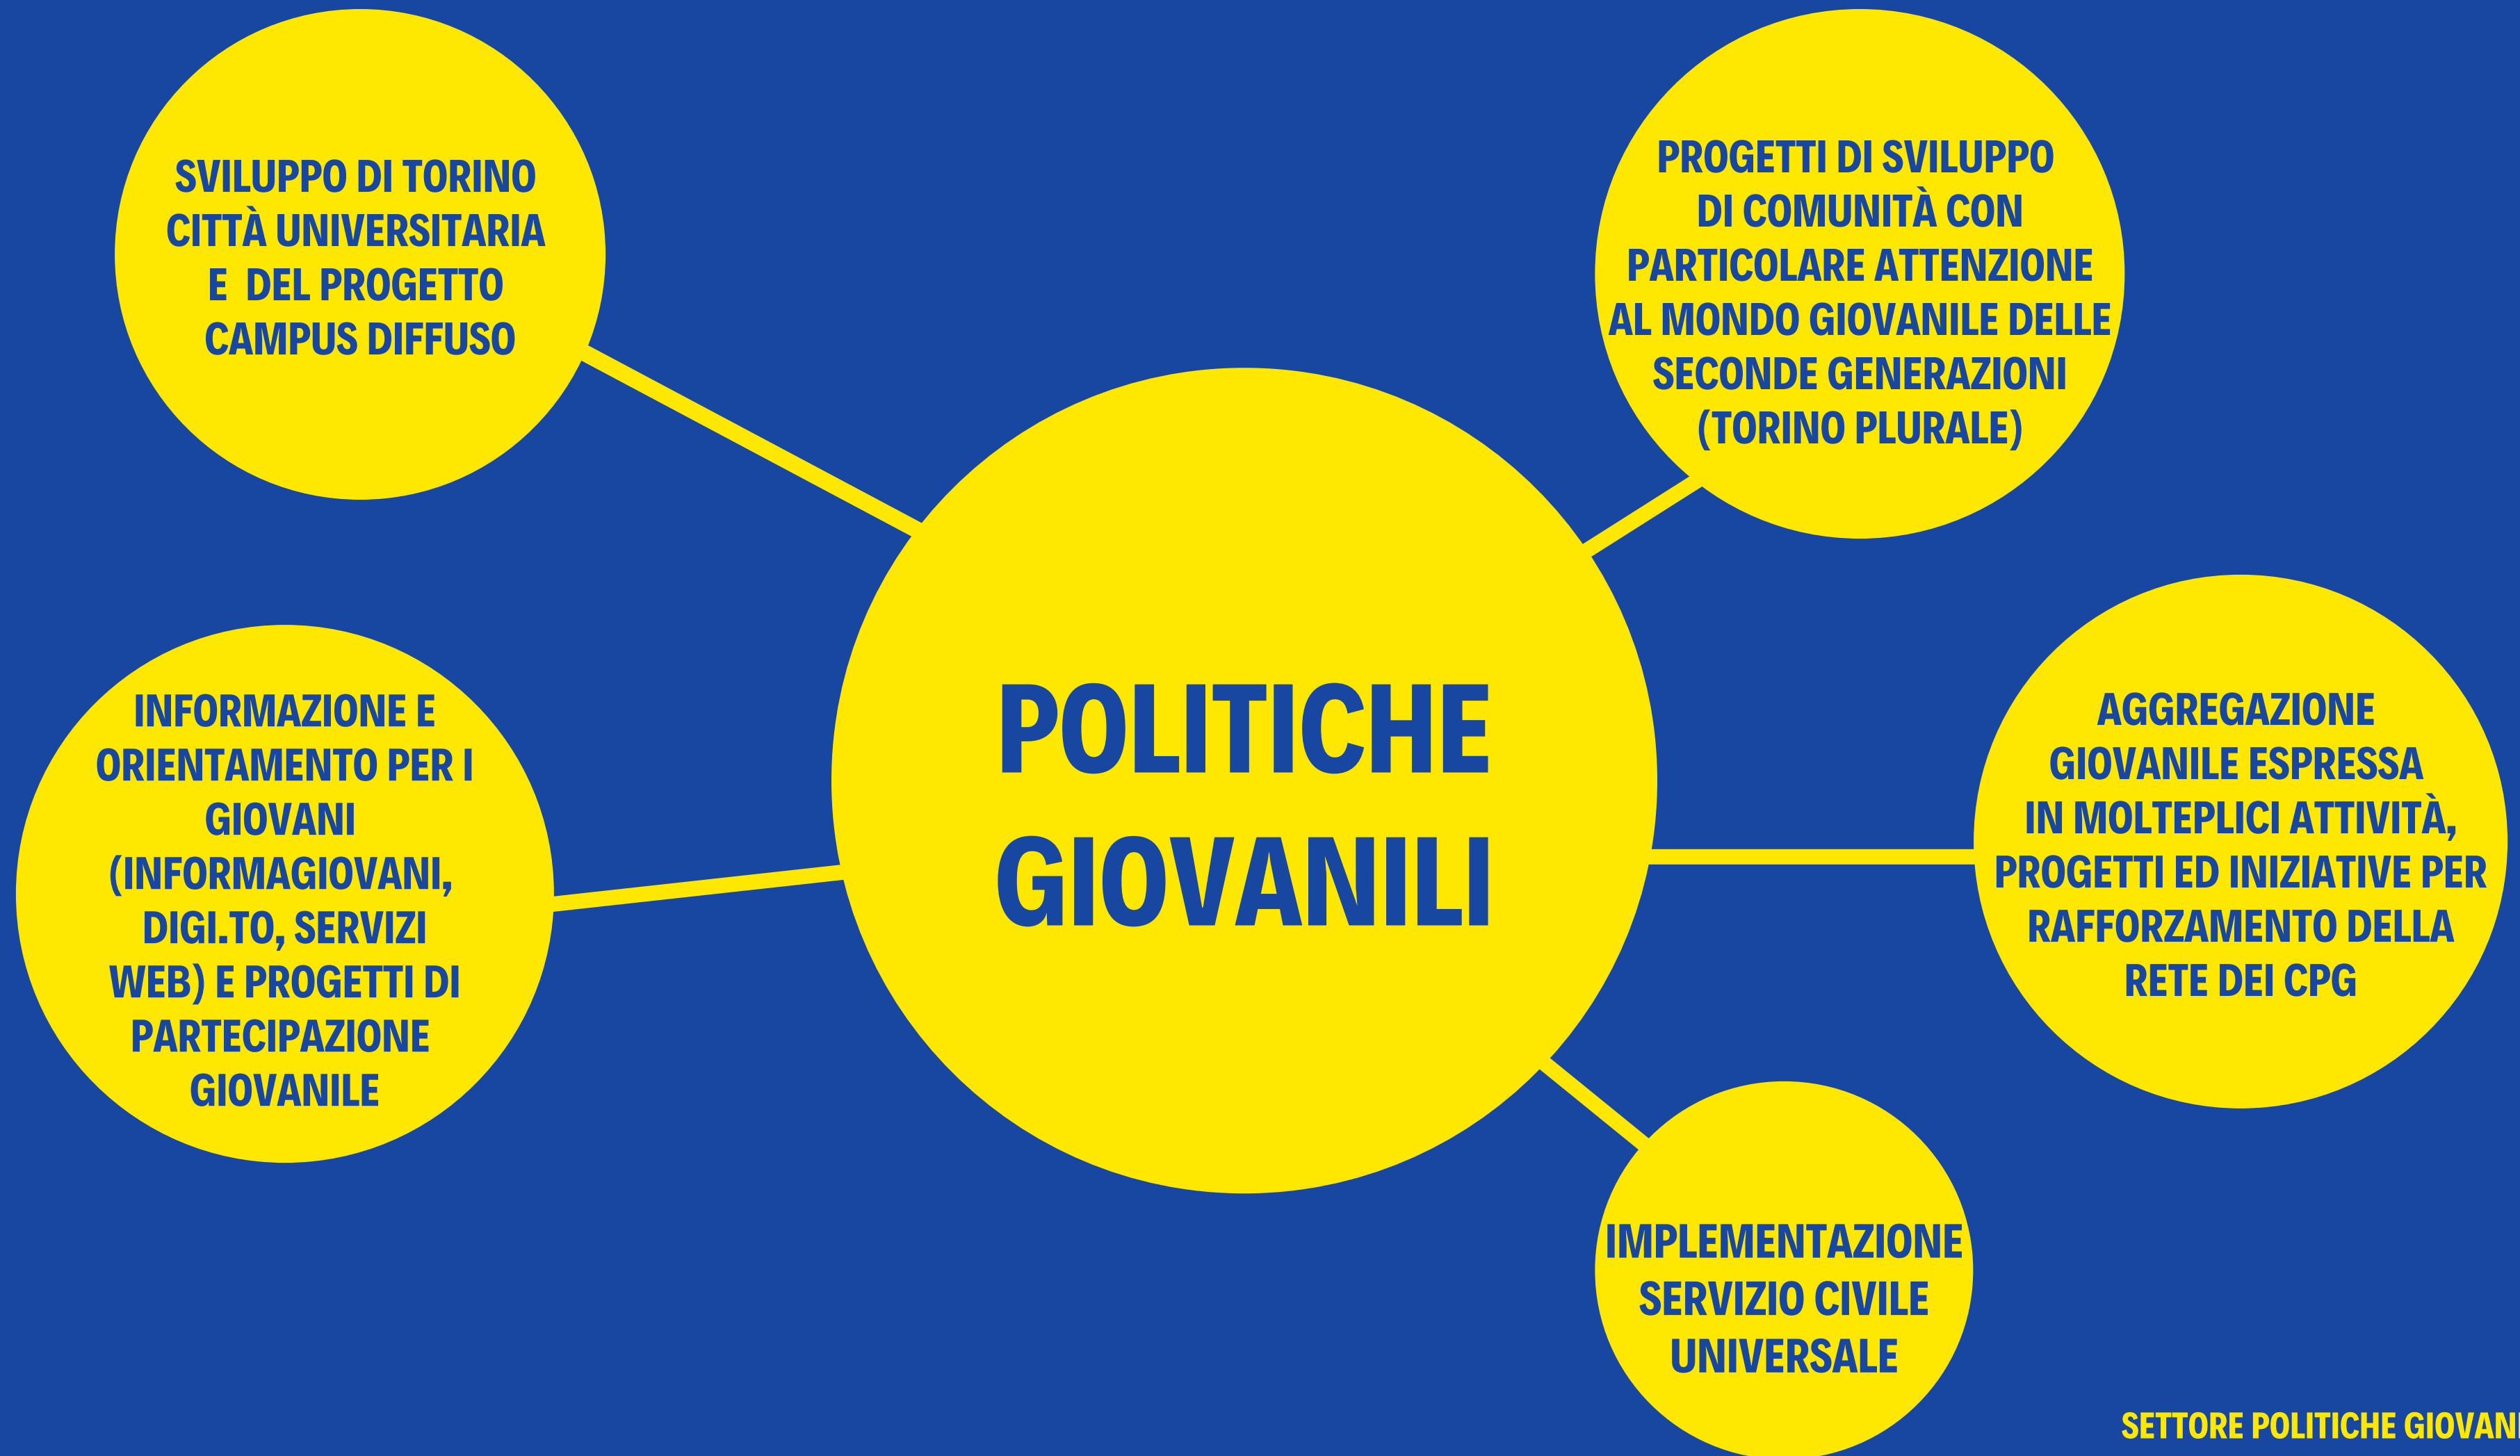 SVILUPPO DI TORINO
CITTÀ UNIVERSITARIA
E DEL PROGETTO
CAMPUS DIFFUSO
PROGETTI DI SVILUPPO
DI COMUNITÀ CON
PARTICOLARE ATTENZIONE
AL MONDO GIOVANILE DELLE
SECONDE GENERAZIONI
(TORINO PLURALE)
POLITICHE
GIOVANILI
INFORMAZIONE E
ORIENTAMENTO PER I
GIOVANI
(INFORMAGIOVANI,
DIGI.TO, SERVIZI
WEB) E PROGETTI DI
PARTECIPAZIONE
GIOVANILE
AGGREGAZIONE
GIOVANILE ESPRESSA
IN MOLTEPLICI ATTIVITÀ,
PROGETTI ED INIZIATIVE PER
RAFFORZAMENTO DELLA
RETE DEI CPG
IMPLEMENTAZIONE
SERVIZIO CIVILE
UNIVERSALE
SETTORE POLITICHE